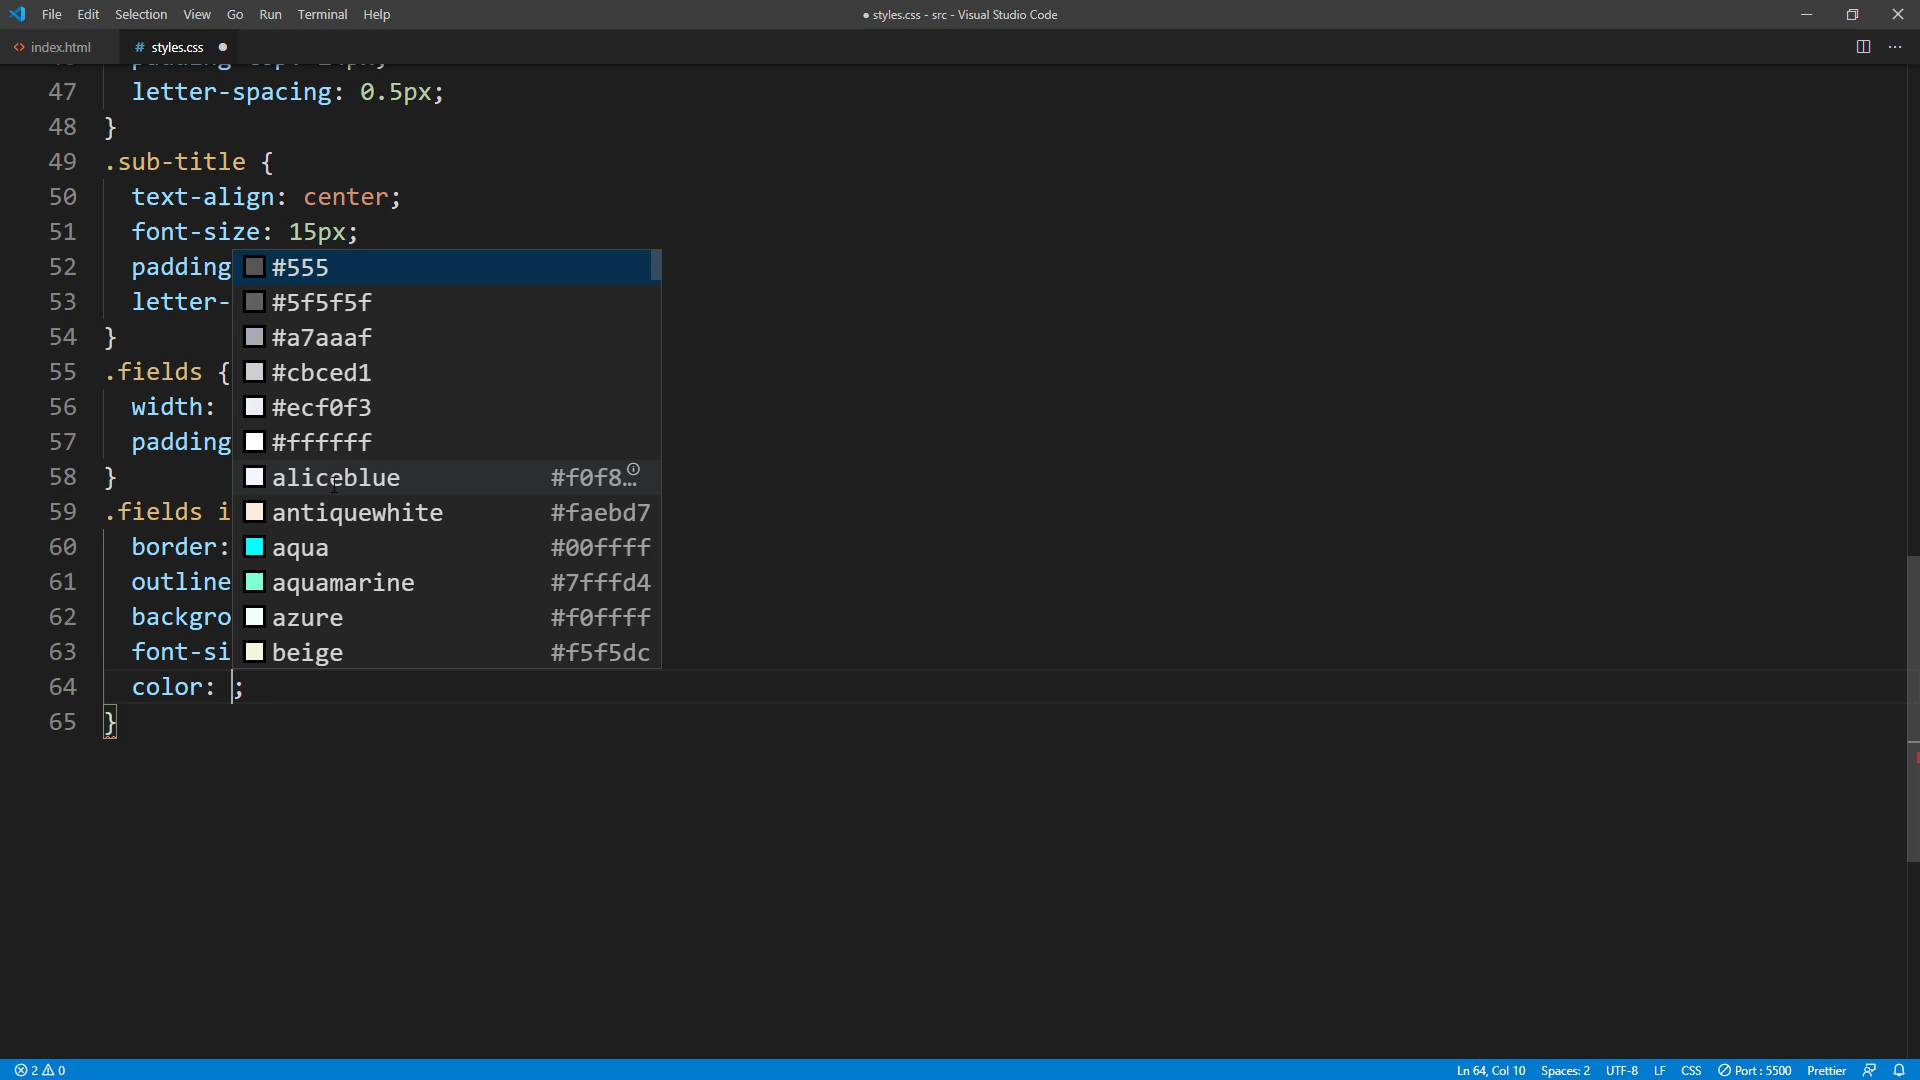 File Edit Selection View Go Run Terminal Help
● styles.css - src - Visual Studio Code
<> index.html
# styles.css ●
47 letter-spacing: 0.5px;
48 }
49 .sub-title {
50 text-align: center;
51 font-size: 15px;
52 padding
53 letter-
54 }
55 .fields {
56 width:
57 padding
58 }
59 .fields i
60 border:
61 outline
62 backgro
63 font-si
64 color: ;
65 }
#555
#5f5f5f
#a7aaaf
#cbced1
#ecf0f3
#ffffff
aliceblue #f0f8…
antiquewhite #faebd7
aqua #00ffff
aquamarine #7fffd4
azure #f0ffff
beige #f5f5dc
2 0
Ln 64, Col 10 Spaces: 2 UTF-8 LF CSS Port : 5500 Prettier